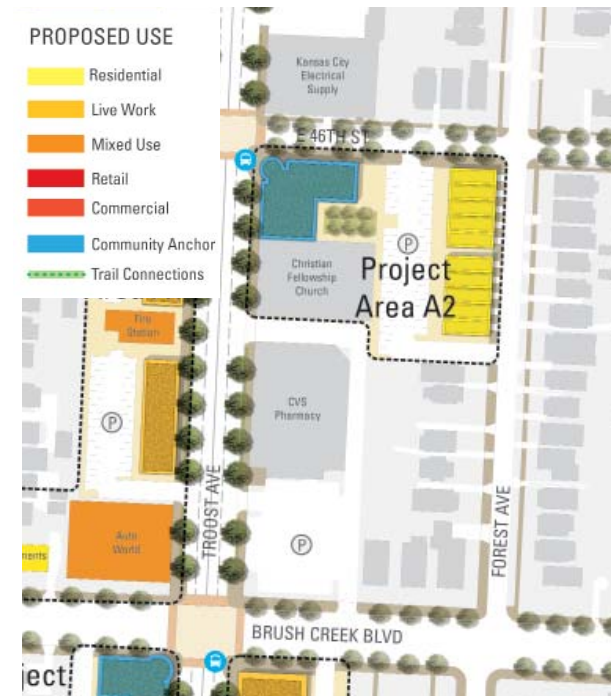 PROPOSED USE
Residential
Live Work
Mixed Use
Retail
Commercial
Community Anchor
Trail Connections
Kansas City
Electrical
Supply
E 46TH ST
P
Project
Area A2
Christian
Fellowship
Church
Fire
Station
P
CVS
Pharmacy
TROOST AVE
FOREST AVE
Auto
World
P
ments
BRUSH CREEK BLVD
ject